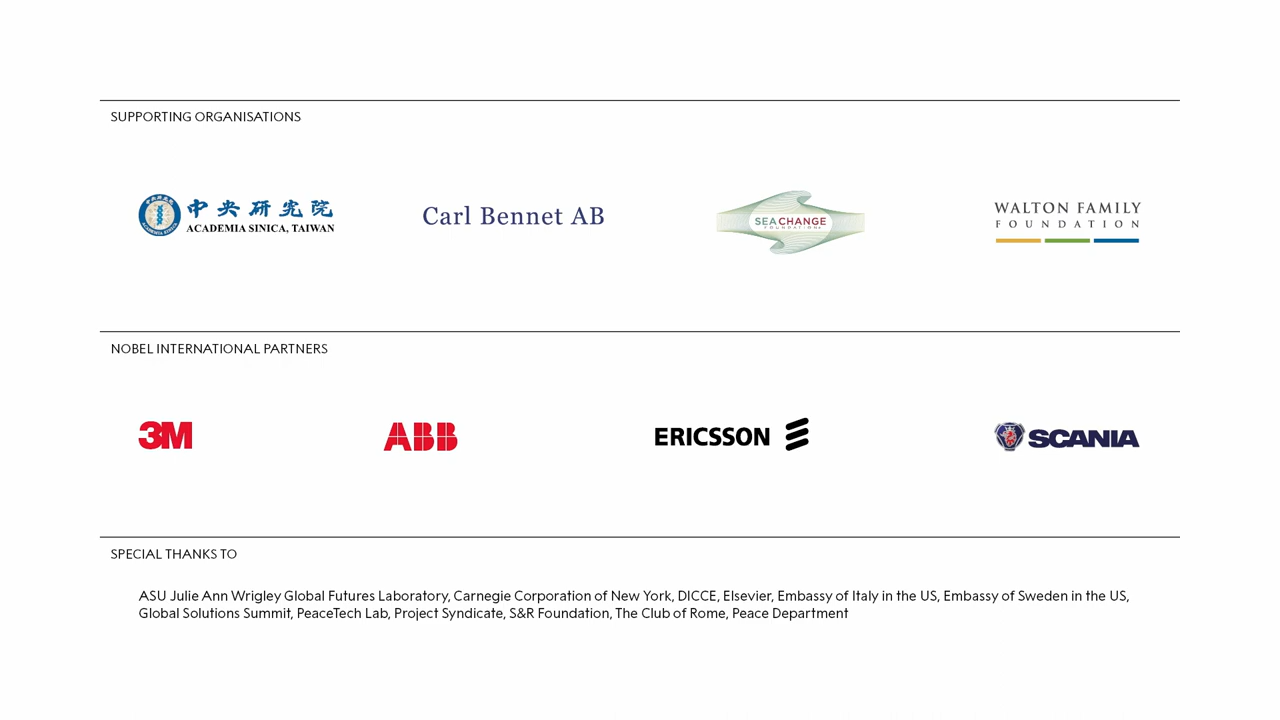 SUPPORTING ORGANISATIONS
中央研究院
ACADEMIA SINICA, TAIWAN
Carl Bennet AB
SEACHANGE
FOUNDATION
WALTON FAMILY
FOUNDATION
NOBEL INTERNATIONAL PARTNERS
3M
ABB
ERICSSON
SCANIA
SPECIAL THANKS TO
ASU Julie Ann Wrigley Global Futures Laboratory, Carnegie Corporation of New York, DICCE, Elsevier, Embassy of Italy in the US, Embassy of Sweden in the US,
Global Solutions Summit, PeaceTech Lab, Project Syndicate, S&R Foundation, The Club of Rome, Peace Department